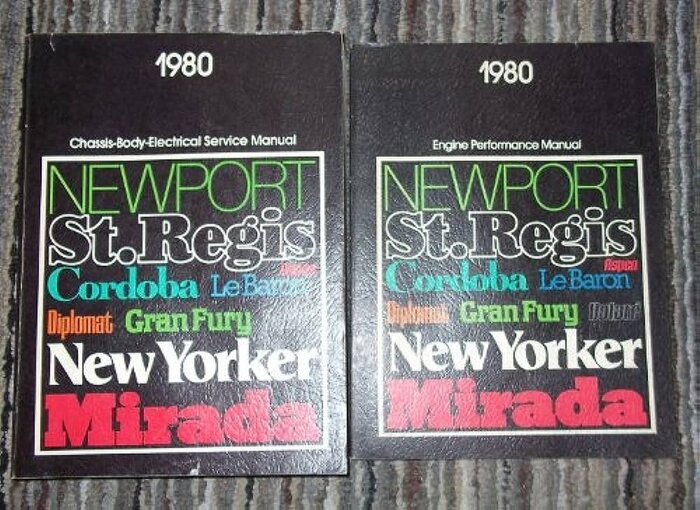 1980
Chassis-Body-Electrical Service Manual
NEWPORT
St. Regis
Aspen
Cordoba Le Baron
Diplomat Gran Fury
New Yorker
Mirada
1980
Engine Performance Manual
NEWPORT
St. Regis
Aspen
Cordoba Le Baron
Diplomat Gran Fury Volaré
New Yorker
Mirada